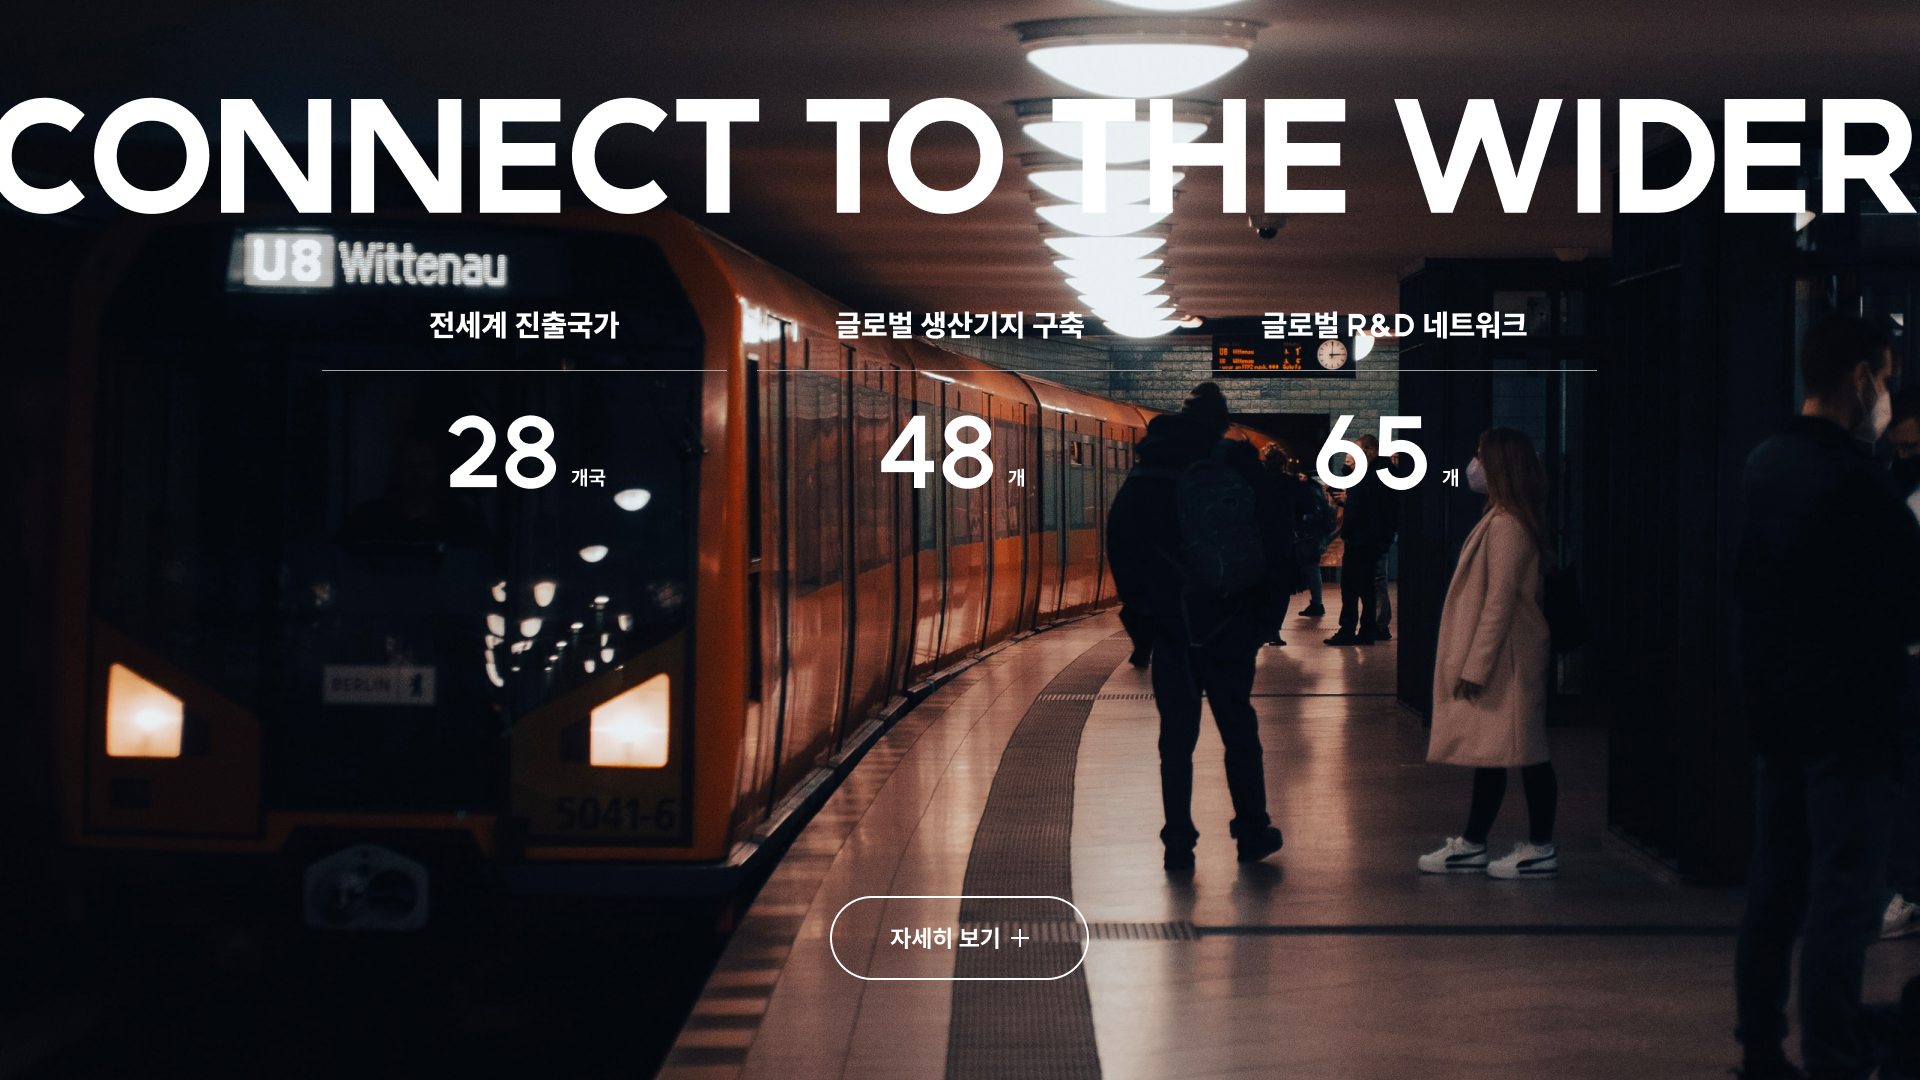 CONNECT TO THE WIDER
U8 Wittenau
전세계 진출국가
글로벌 생산기지 구축
글로벌 R&D 네트워크
U8 Wittenau
28 개국
48 개
65 개
BERLIN
5041-6
자세히 보기 +